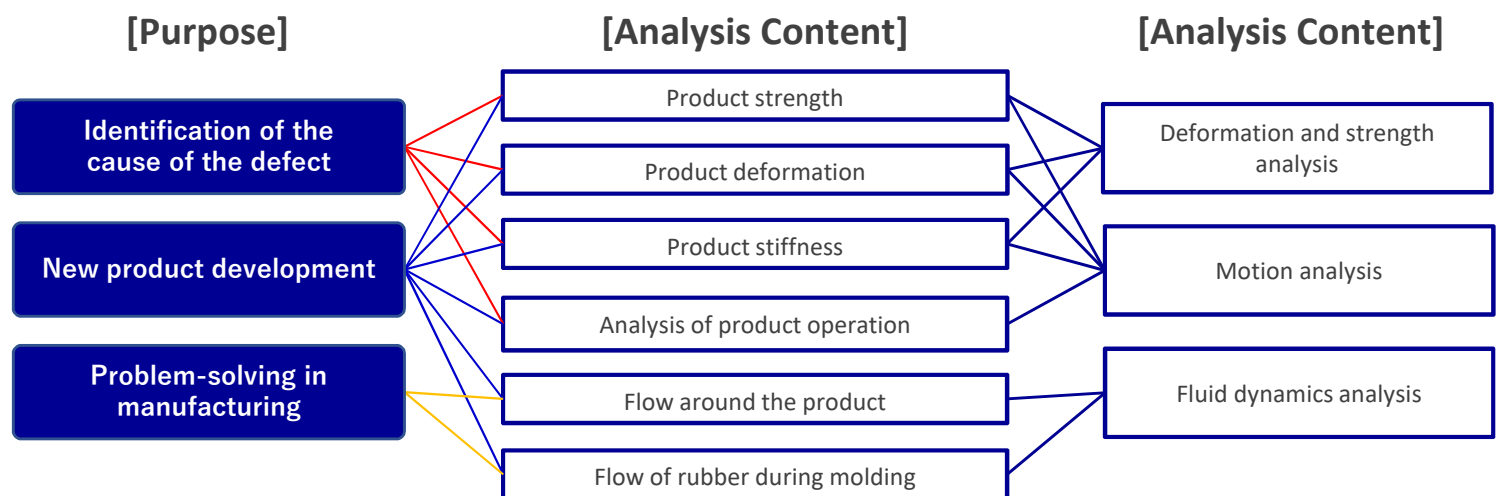 [Purpose]
[Analysis Content]
[Analysis Content]
Identification of the
cause of the defect
New product development
Problem-solving in
manufacturing
Product strength
Product deformation
Product stiffness
Analysis of product operation
Flow around the product
Flow of rubber during molding
Deformation and strength
analysis
Motion analysis
Fluid dynamics analysis